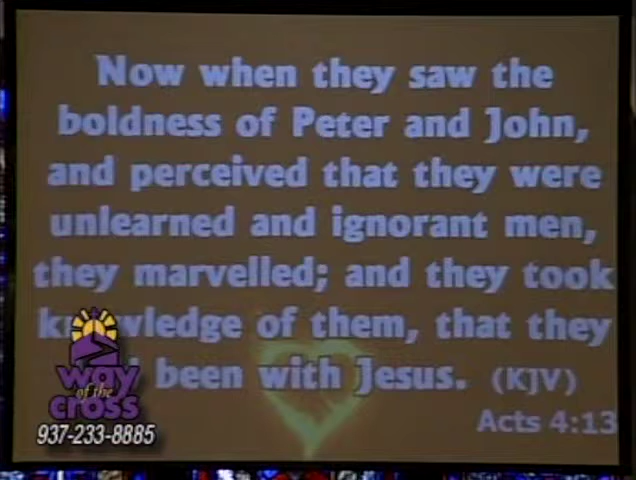 Now when they saw the
boldness of Peter and John,
and perceived that they were
unlearned and ignorant men,
they marvelled; and they took
of them, that they
been with Jesus. (KJV)
Acts 4:13
way
of the
cross
937-233-8885